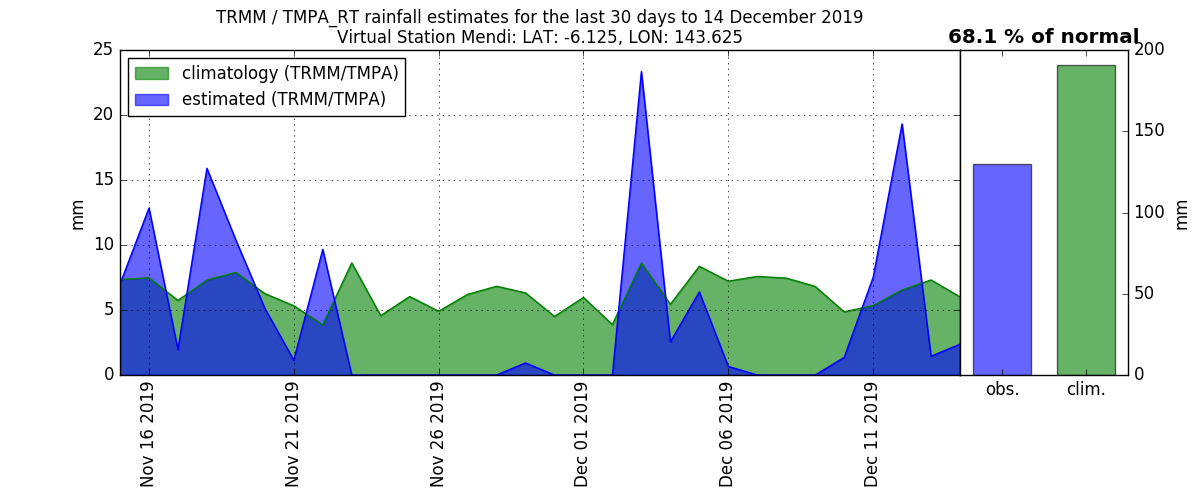 TRMM / TMPA_RT rainfall estimates for the last 30 days to 14 December 2019
Virtual Station Mendi: LAT: -6.125, LON: 143.625
68.1 % of normal
climatology (TRMM/TMPA)
estimated (TRMM/TMPA)
25
20
15
10
5
0
mm
200
150
100
50
0
mm
Nov 16 2019
Nov 21 2019
Nov 26 2019
Dec 01 2019
Dec 06 2019
Dec 11 2019
obs.
clim.